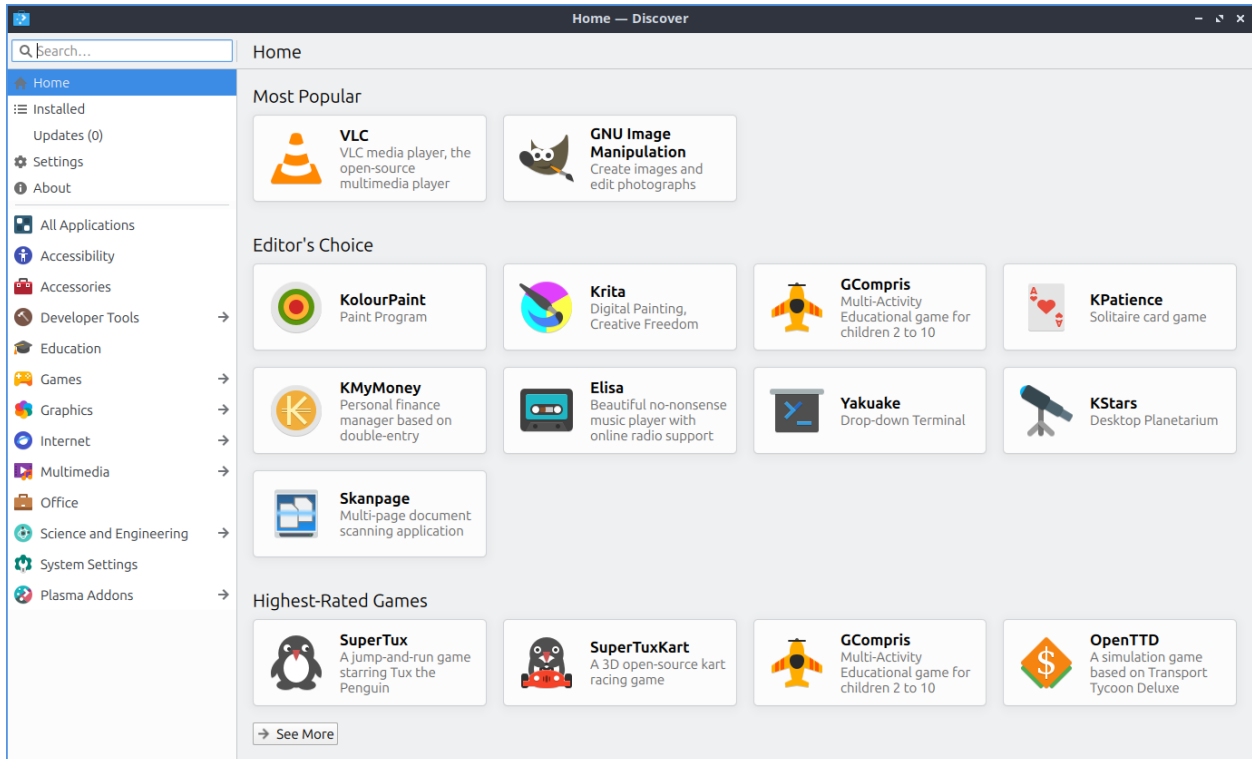 Home — Discover
Search...
Home
Home
Installed
Updates (0)
Settings
About
All Applications
Accessibility
Accessories
Developer Tools
Education
Games
Graphics
Internet
Multimedia
Office
Science and Engineering
System Settings
Plasma Addons
Most Popular
VLC
VLC media player, the
open-source
multimedia player
GNU Image
Manipulation
Create images and
edit photographs
Editor's Choice
KolourPaint
Paint Program
Krita
Digital Painting,
Creative Freedom
GCompris
Multi-Activity
Educational game for
children 2 to 10
A
KPatience
Solitaire card game
KMyMoney
Personal finance
manager based on
double-entry
Elisa
Beautiful no-nonsense
music player with
online radio support
Yakuake
Drop-down Terminal
KStars
Desktop Planetarium
Skanpage
Multi-page document
scanning application
Highest-Rated Games
SuperTux
A jump-and-run game
starring Tux the
Penguin
SuperTuxKart
A 3D open-source kart
racing game
GCompris
Multi-Activity
Educational game for
children 2 to 10
$
OpenTTD
A simulation game
based on Transport
Tycoon Deluxe
See More